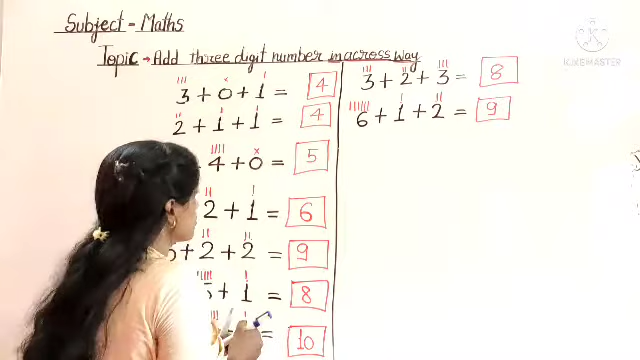 Subject - Maths
Topic → Add three digit number in across way
3 + 0 + 1 = 4
2 + 1 + 1 = 4
4 + 0 = 5
2 + 1 = 6
+ 2 + 2 = 9
5 + 1 = 8
= 10
3 + 2 + 3 = 8
6 + 1 + 2 = 9
KINEMASTER